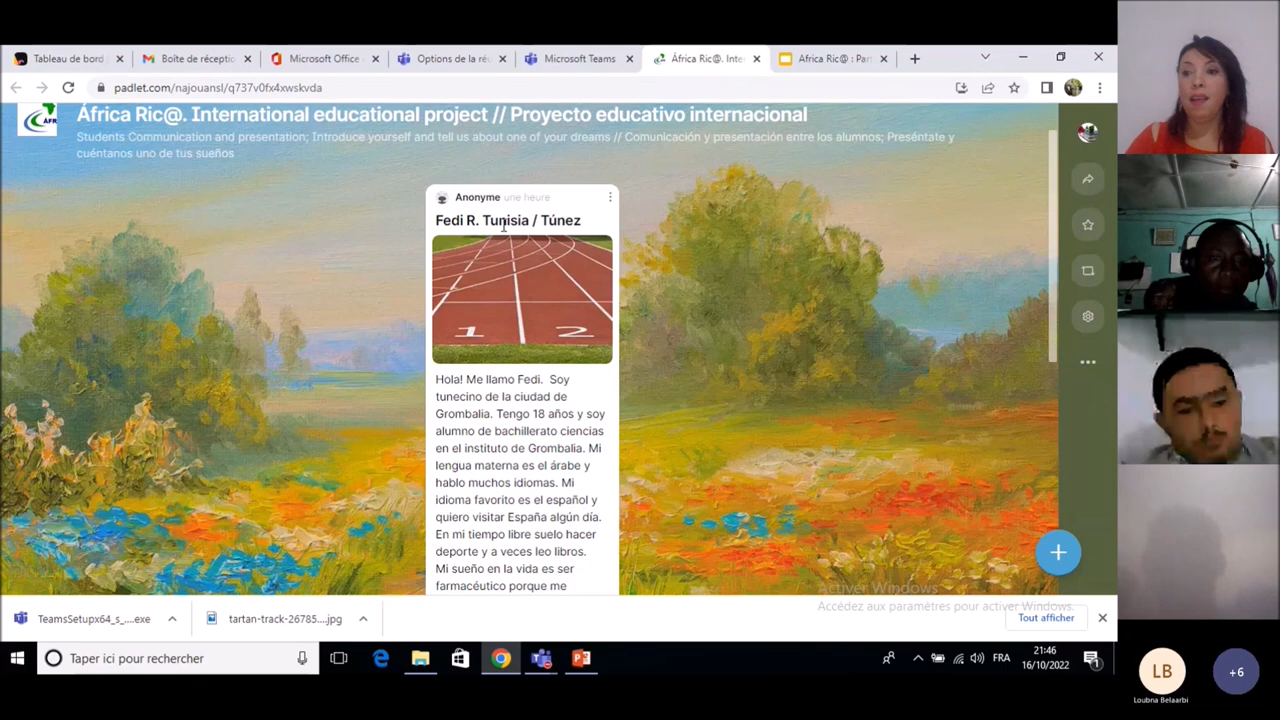 Tableau de bord
Boîte de réceptio
Microsoft Office
Options de la réu
Microsoft Teams
África Ric@. Inte
Africa Ric@ : Par
padlet.com/najouansl/q737v0fx4xwskvda
ÁFR
África Ric@. International educational project // Proyecto educativo internacional
Students Communication and presentation; Introduce yourself and tell us about one of your dreams // Comunicación y presentación entre los alumnos; Preséntate y
cuéntanos uno de tus sueños
Anonyme une heure
Fedi R. Tunisia / Túnez
1 2
Hola! Me llamo Fedi. Soy
tunecino de la ciudad de
Grombalia. Tengo 18 años y soy
alumno de bachillerato ciencias
en el instituto de Grombalia. Mi
lengua materna es el árabe y
hablo muchos idiomas. Mi
idioma favorito es el español y
quiero visitar España algún día.
En mi tiempo libre suelo hacer
deporte y a veces leo libros.
Mi sueño en la vida es ser
farmacéutico porque me
Activer Windows
Accédez aux paramètres pour activer Windows.
TeamsSetupx64_s_....exe
tartan-track-26785....jpg
Tout afficher
Taper ici pour rechercher
FRA
21:46
16/10/2022
1
LB
Loubna Belaarbi
+6